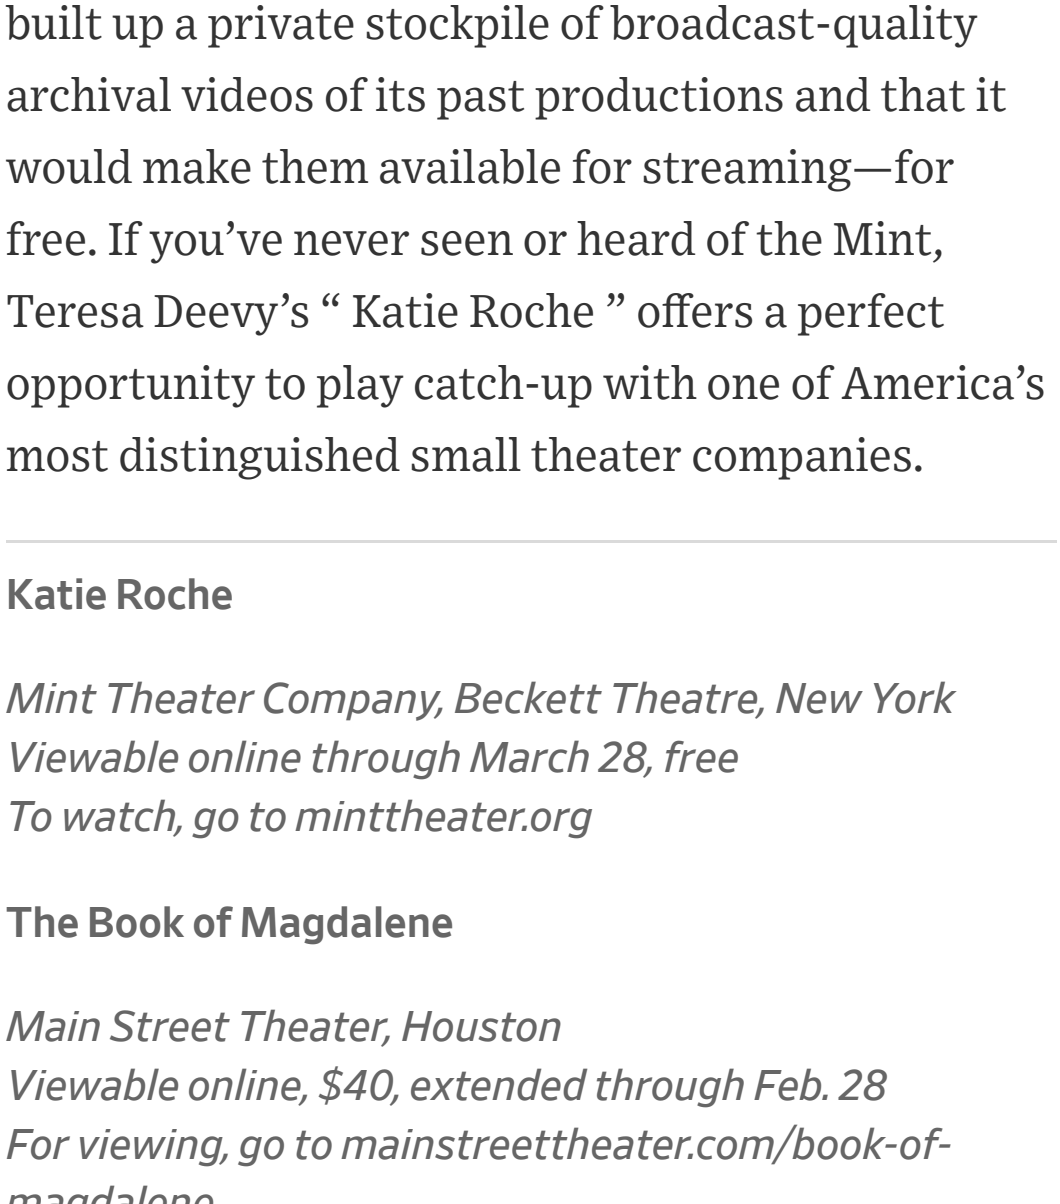 built up a private stockpile of broadcast-quality
archival videos of its past productions and that it
would make them available for streaming—for
free. If you’ve never seen or heard of the Mint,
Teresa Deevy’s “ Katie Roche ” offers a perfect
opportunity to play catch-up with one of America’s
most distinguished small theater companies.
Katie Roche
Mint Theater Company, Beckett Theatre, New York
Viewable online through March 28, free
To watch, go to minttheater.org
The Book of Magdalene
Main Street Theater, Houston
Viewable online, $40, extended through Feb. 28
For viewing, go to mainstreettheater.com/book-of-
magdalene